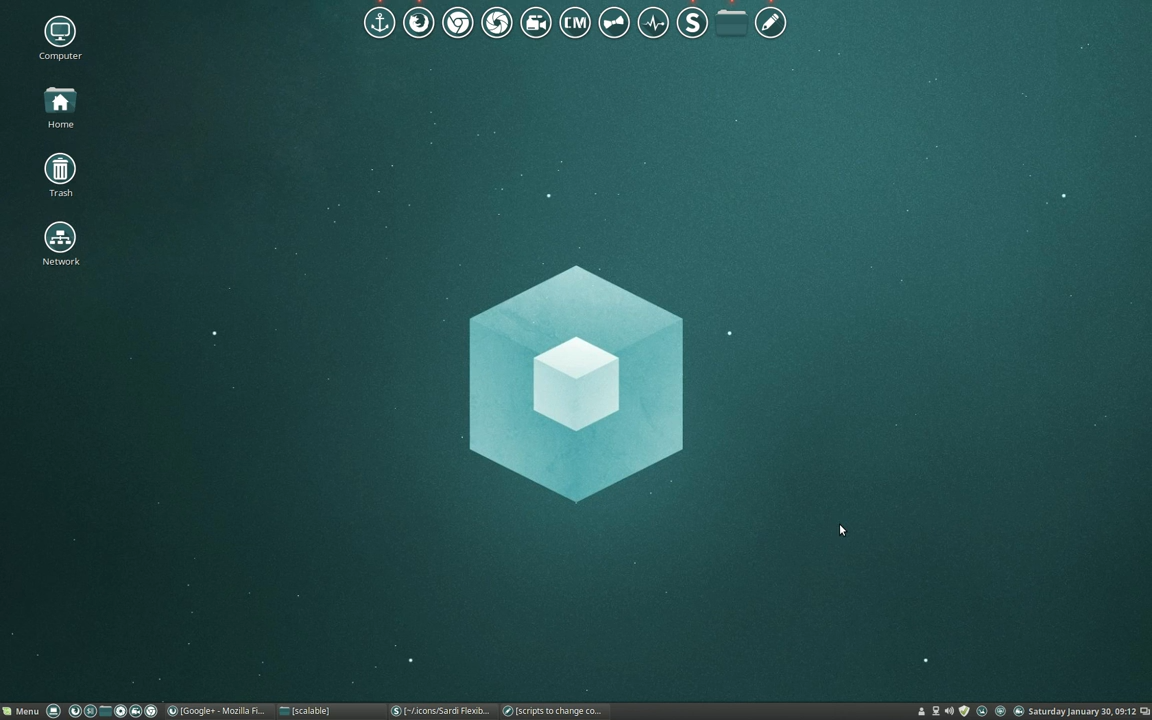 Computer
Home
Trash
Network
CM
S
Menu
[Google+ - Mozilla Fi...
[scalable]
S
[~/.icons/Sardi Flexib...
[scripts to change co...
Saturday January 30, 09:12